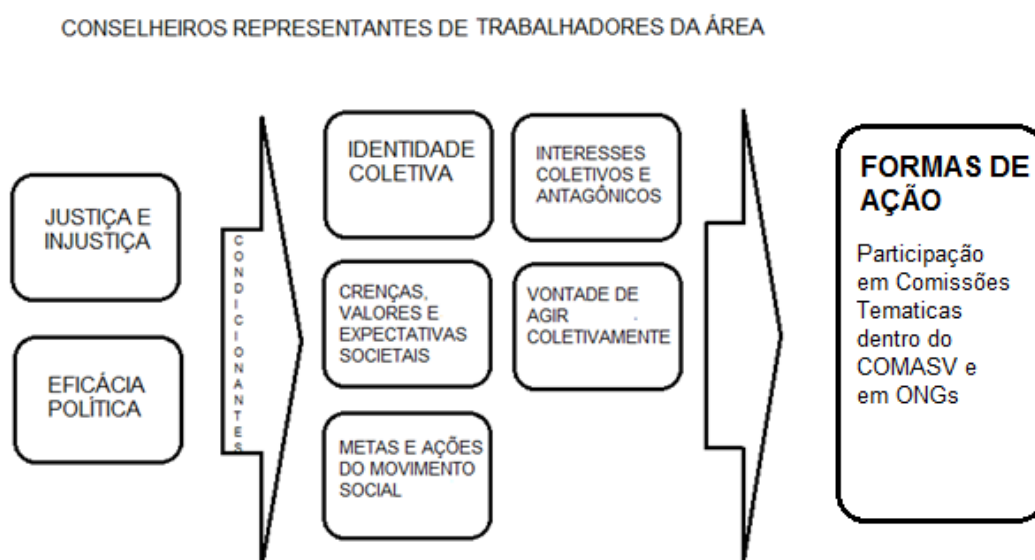 CONSELHEIROS REPRESENTANTES DE TRABALHADORES DA ÁREA
JUSTIÇA E
INJUSTIÇA
EFICÁCIA
POLÍTICA
CONDICIONANTES
IDENTIDADE
COLETIVA
INTERESSES
COLETIVOS E
ANTAGÔNICOS
CRENÇAS,
VALORES E
EXPECTATIVAS
SOCIETAIS
VONTADE DE
AGIR
COLETIVAMENTE
METAS E AÇÕES
DO MOVIMENTO
SOCIAL
FORMAS DE
AÇÃO
Participação
em Comissões
Tematicas
dentro do
COMASV e
em ONGs